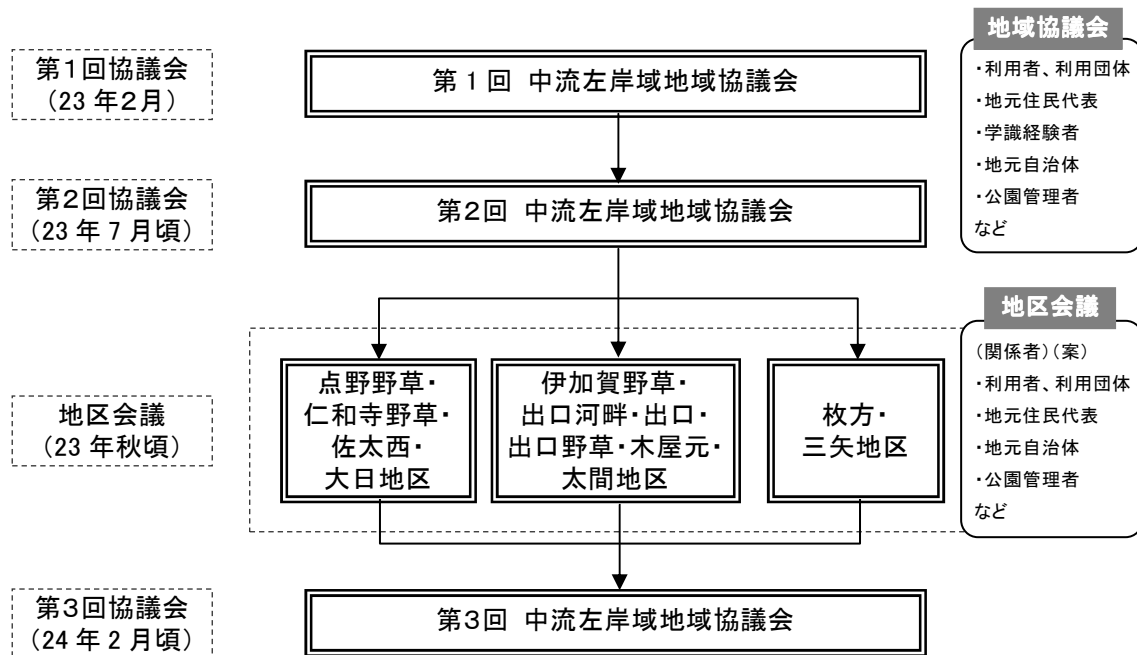 第1回協議会
(23年2月)
第1回 中流左岸域地域協議会
地域協議会
・利用者、利用団体
・地元住民代表
・学識経験者
・地元自治体
・公園管理者
など
第2回協議会
(23年7月頃)
第2回 中流左岸域地域協議会
地区会議
(23年秋頃)
点野野草・
仁和寺野草・
佐太西・
大日地区
伊加賀野草・
出口河畔・出口・
出口野草・木屋元・
太間地区
枚方・
三矢地区
地区会議
(関係者)(案)
・利用者、利用団体
・地元住民代表
・地元自治体
・公園管理者
など
第3回協議会
(24年2月頃)
第3回 中流左岸域地域協議会